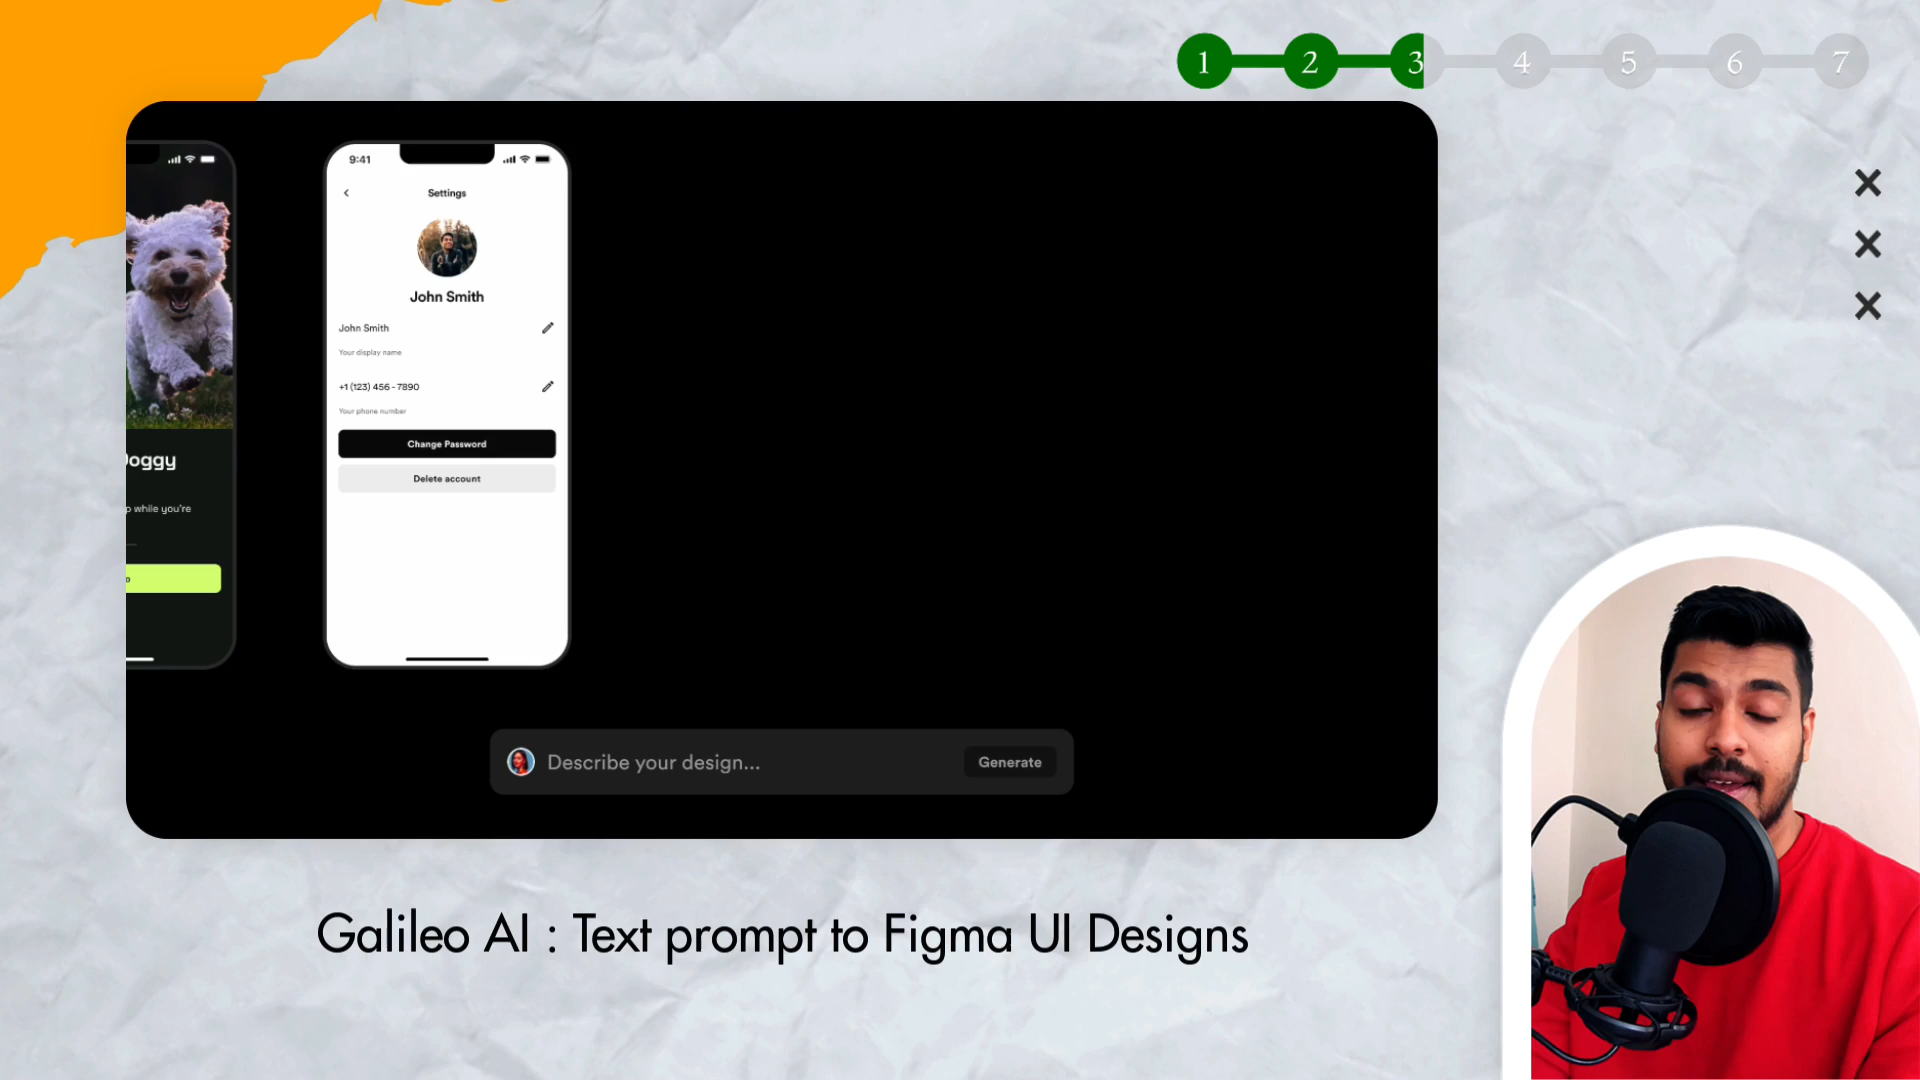 1 2 3 4 5 6 7
9:41
Settings
John Smith
John Smith
Your display name
+1 (123) 456 - 7890
Your phone number
Change Password
Delete account
while you're
Describe your design...
Generate
Galileo AI : Text prompt to Figma UI Designs